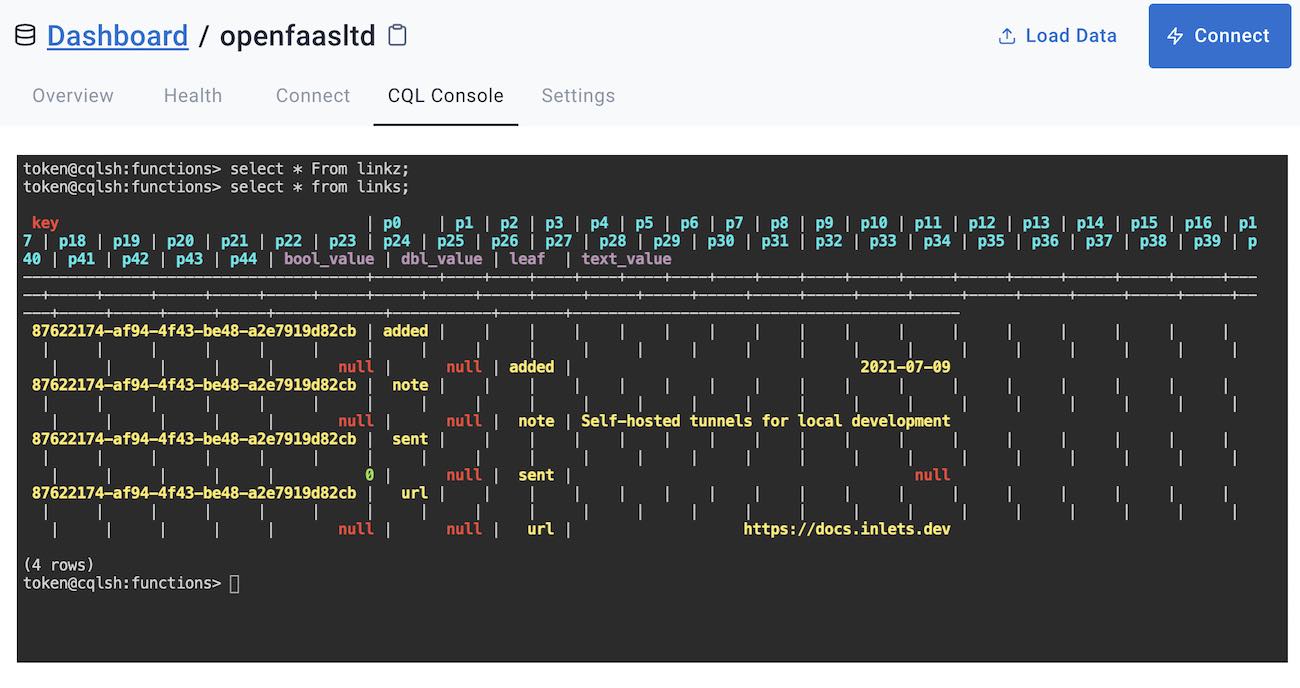 Dashboard / openfaasltd
Load Data
Connect
Overview Health Connect CQL Console Settings
token@cqlsh:functions> select * From linkz;
token@cqlsh:functions> select * from links;
key | p0 | p1 | p2 | p3 | p4 | p5 | p6 | p7 | p8 | p9 | p10 | p11 | p12 | p13 | p14 | p15 | p16 | p1
7 | p18 | p19 | p20 | p21 | p22 | p23 | p24 | p25 | p26 | p27 | p28 | p29 | p30 | p31 | p32 | p33 | p34 | p35 | p36 | p37 | p38 | p39 | p
40 | p41 | p42 | p43 | p44 | bool_value | dbl_value | leaf | text_value
87622174-af94-4f43-be48-a2e7919d82cb | added | | | | | | | | | | | | | | | | |
| | | | | | | | | | | | | | | | | | | | | |
| | | | | null | null | added | 2021-07-09
87622174-af94-4f43-be48-a2e7919d82cb | note | | | | | | | | | | | | | | | | |
| | | | | | | | | | | | | | | | | | | | | |
| | | | | null | null | note | Self-hosted tunnels for local development
87622174-af94-4f43-be48-a2e7919d82cb | sent | | | | | | | | | | | | | | | | |
| | | | | | | | | | | | | | | | | | | | | |
| | | | | 0 | null | sent | null
87622174-af94-4f43-be48-a2e7919d82cb | url | | | | | | | | | | | | | | | | |
| | | | | | | | | | | | | | | | | | | | | |
| | | | | null | null | url | https://docs.inlets.dev
(4 rows)
token@cqlsh:functions>